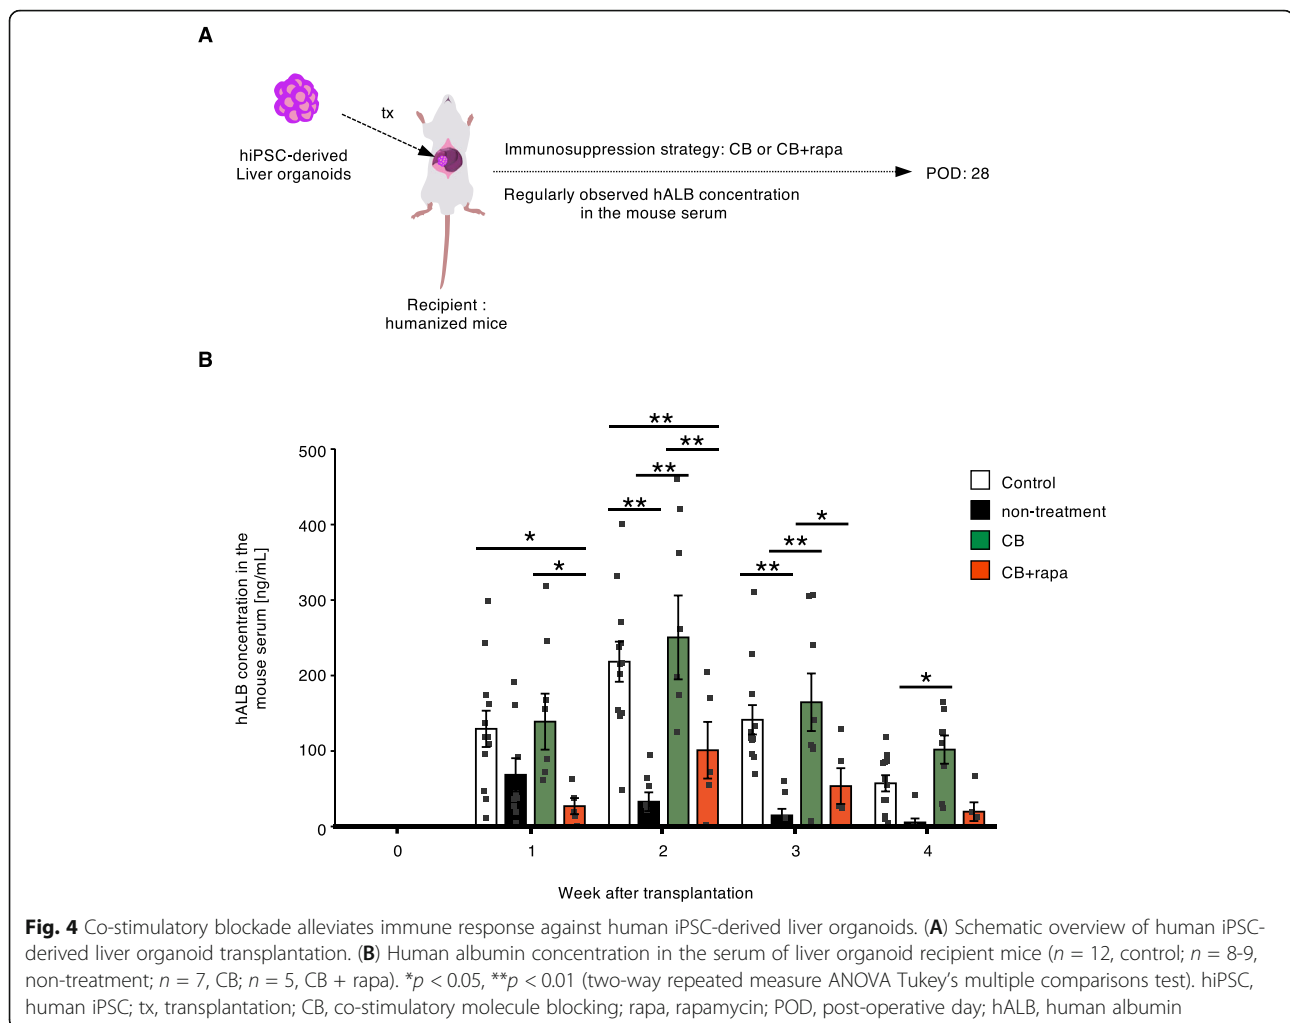 A
tx
hiPSC-derived
Liver organoids
Immunosuppression strategy: CB or CB+rapa
POD: 28
Regularly observed hALB concentration
in the mouse serum
Recipient :
humanized mice
B
**
**
**
**
*
*
*
**
**
*
500
400
300
200
100
0
hALB concentration in the
mouse serum [ng/mL]
Control
non-treatment
CB
CB+rapa
0 1 2 3 4
Week after transplantation
Fig. 4 Co-stimulatory blockade alleviates immune response against human iPSC-derived liver organoids. (A) Schematic overview of human iPSC-
derived liver organoid transplantation. (B) Human albumin concentration in the serum of liver organoid recipient mice (n = 12, control; n = 8-9,
non-treatment; n = 7, CB; n = 5, CB + rapa). *p < 0.05, **p < 0.01 (two-way repeated measure ANOVA Tukey's multiple comparisons test). hiPSC,
human iPSC; tx, transplantation; CB, co-stimulatory molecule blocking; rapa, rapamycin; POD, post-operative day; hALB, human albumin